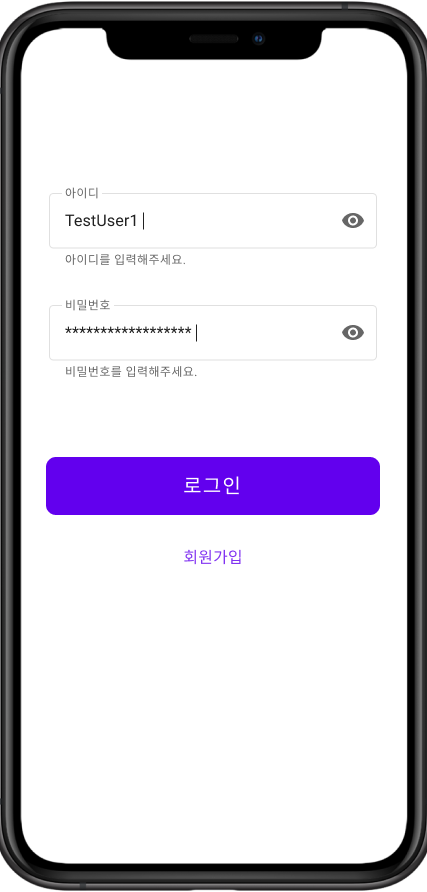 아이디
TestUser1
아이디를 입력해주세요.
비밀번호
******************
비밀번호를 입력해주세요.
로그인
회원가입